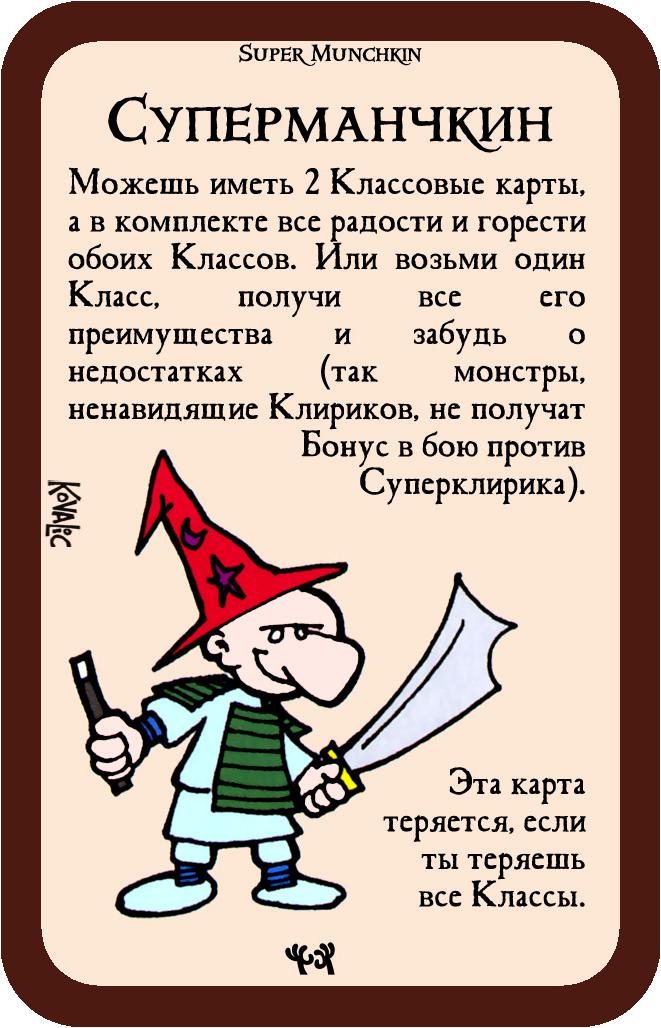 Super Munchkin
Суперманчкин
Можешь иметь 2 Классовые карты,
а в комплекте все радости и горести
обоих Классов. Или возьми один
Класс, получи все его
преимущества и забудь о
недостатках (так монстры,
ненавидящие Клириков, не получат
Бонус в бою против
Суперклирика).
Kovalic
Эта карта
теряется, если
ты теряешь
все Классы.